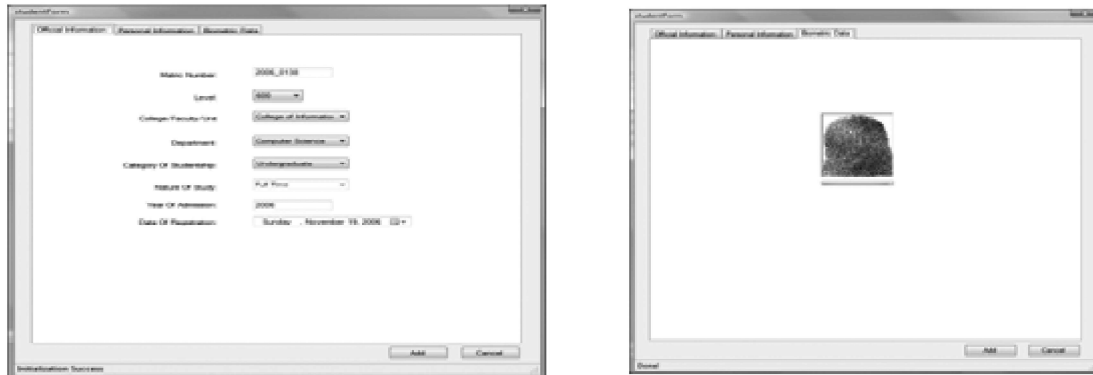 studentForm
Official Information Personal Information Biometric Data
Matric Number: 2006_0138
Level:
College/Faculty/Unit College of Informatio...
Department: Computer Science
Category Of Studentship: Undergraduate
Nature Of Study: Full Time
Year Of Admission: 2006
Date Of Registration: Sunday , November 19, 2006
Add Cancel
Initialization Success
studentForm
Official Information Personal Information Biometric Data
Add Cancel
Done!